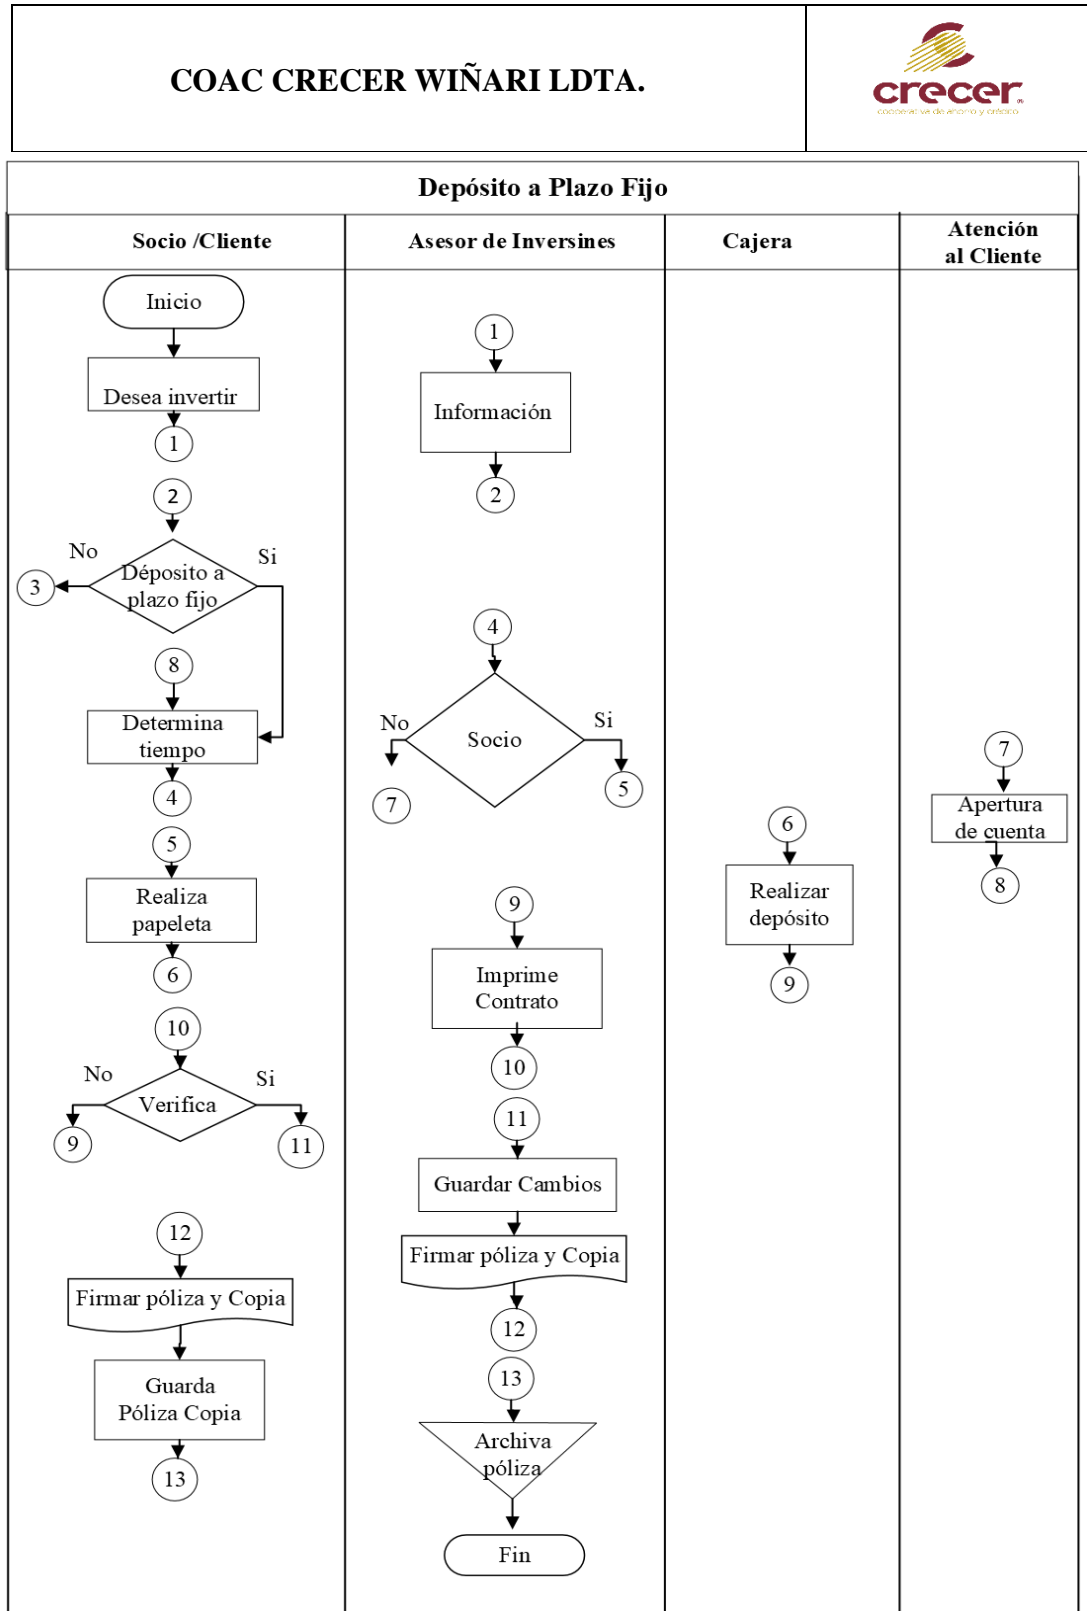 COAC CRECER WIÑARI LDTA.
crecer
cooperativa de ahorro y crédito
Depósito a Plazo Fijo
Socio /Cliente
Asesor de Inversines
Cajera
Atención
al Cliente
Inicio
Desea invertir
1
2
No
Si
Déposito a
plazo fijo
3
8
Determina
tiempo
4
5
Realiza
papeleta
6
10
No
Si
Verifica
9
11
12
Firmar póliza y Copia
Guarda
Póliza Copia
13
1
Información
2
4
No
Si
Socio
7
5
9
Imprime
Contrato
10
11
Guardar Cambios
Firmar póliza y Copia
12
13
Archiva
póliza
Fin
6
Realizar
depósito
9
7
Apertura
de cuenta
8